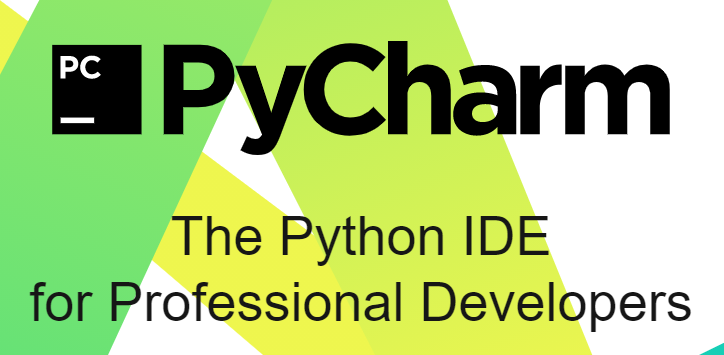 PC
PyCharm
The Python IDE
for Professional Developers